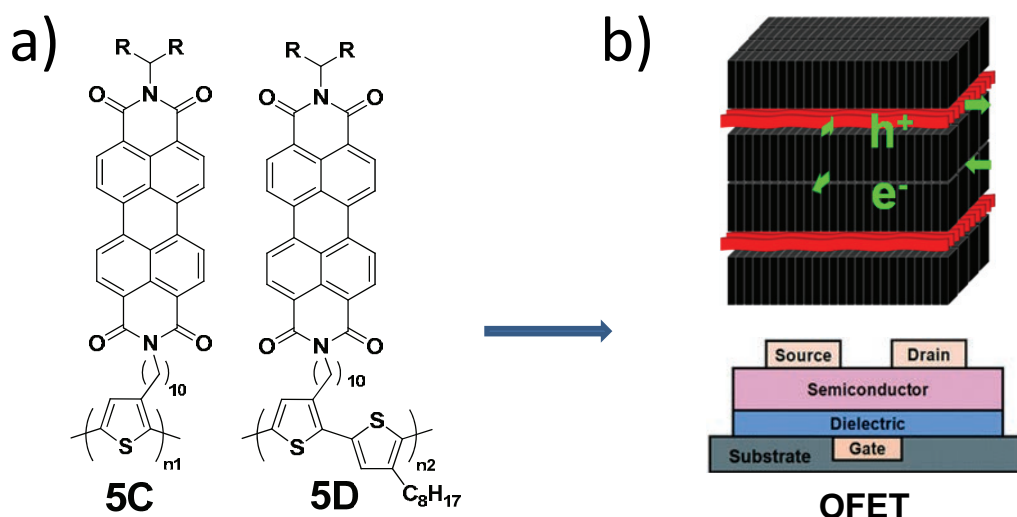 a)
R R
N
O O
O O
N
10
S
n1
5C
R R
N
O O
O O
N
10
S
S
n2
C8H17
5D
b)
h+
e-
Source
Drain
Semiconductor
Dielectric
Substrate
Gate
OFET